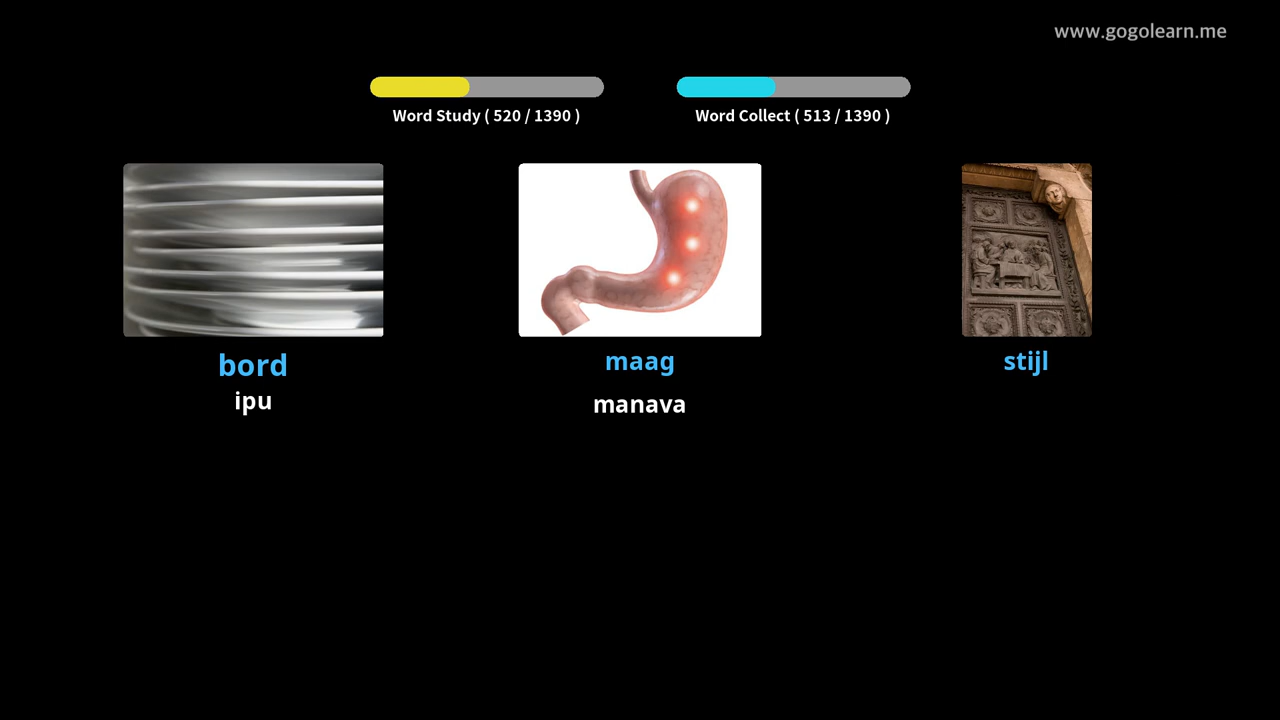 www.gogolearn.me
Word Study ( 520 / 1390 )
Word Collect ( 513 / 1390 )
bord
ipu
maag
manava
stijl